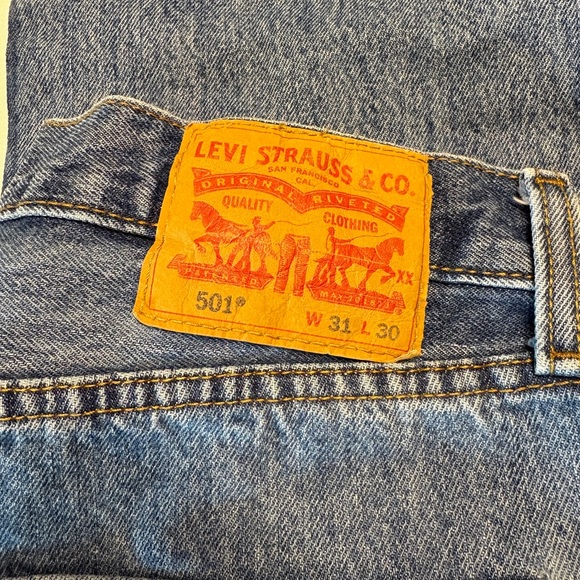 LEVI STRAUSS & CO.
SAN FRANCISCO
CAL.
ORIGINAL RIVETED
QUALITY CLOTHING
XX
501®
W 31 L 30